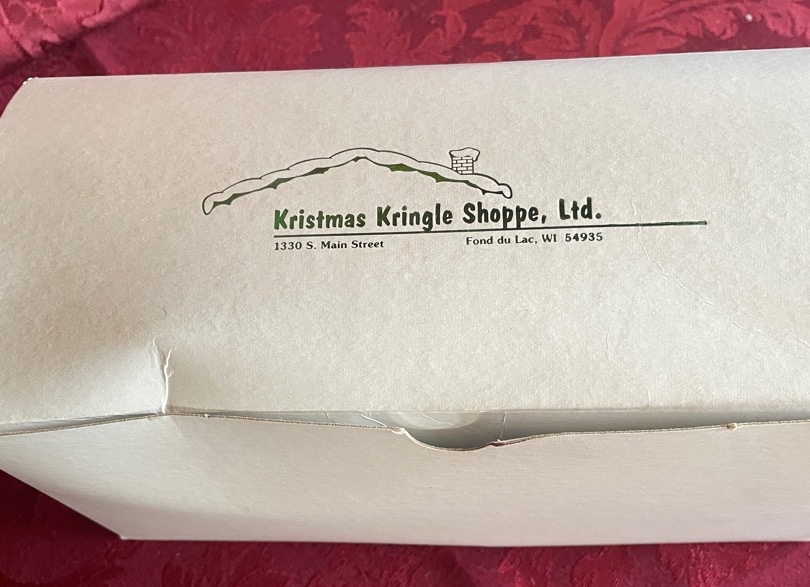 Kristmas Kringle Shoppe, Ltd.
1330 S. Main Street Fond du Lac, WI 54935